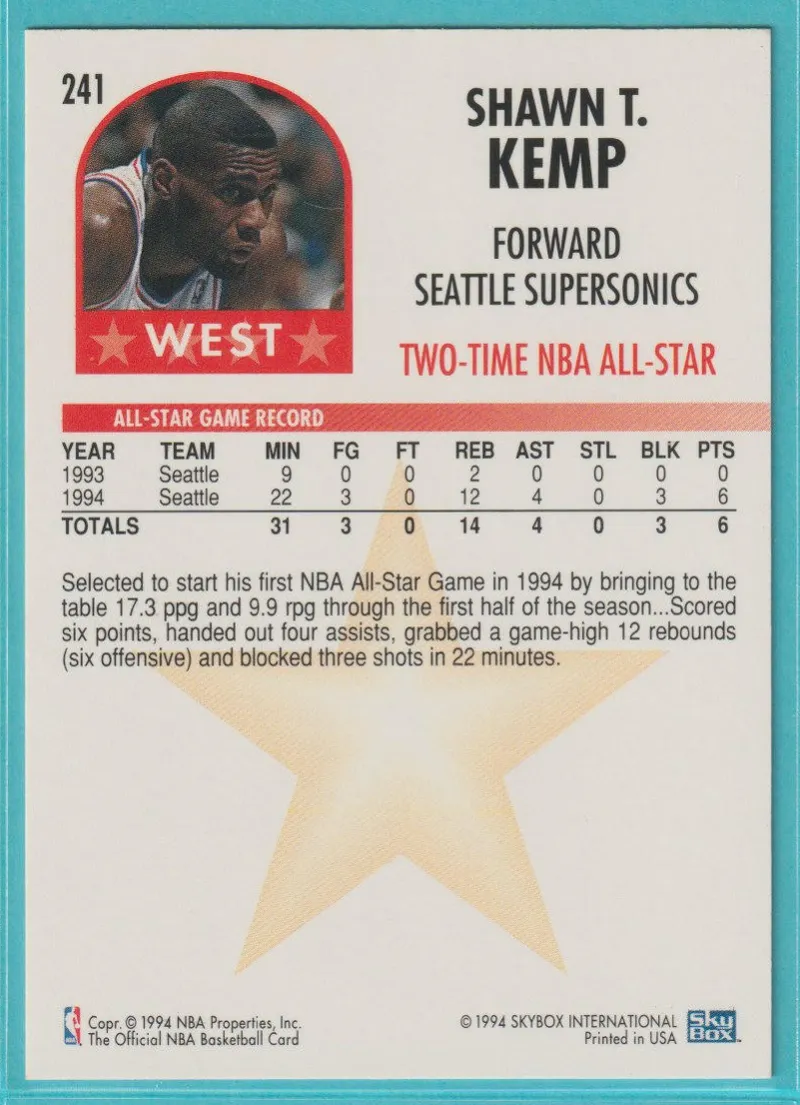 241
SHAWN T.
KEMP
FORWARD
SEATTLE SUPERSONICS
WEST
TWO-TIME NBA ALL-STAR
ALL-STAR GAME RECORD
YEAR TEAM MIN FG FT REB AST STL BLK PTS
1993 Seattle 9 0 0 2 0 0 0 0
1994 Seattle 22 3 0 12 4 0 3 6
TOTALS 31 3 0 14 4 0 3 6
Selected to start his first NBA All-Star Game in 1994 by bringing to the
table 17.3 ppg and 9.9 rpg through the first half of the season...Scored
six points, handed out four assists, grabbed a game-high 12 rebounds
(six offensive) and blocked three shots in 22 minutes.
Copr. © 1994 NBA Properties, Inc.
The Official NBA Basketball Card
NBA
© 1994 SKYBOX INTERNATIONAL
Printed in USA
SkyBox™